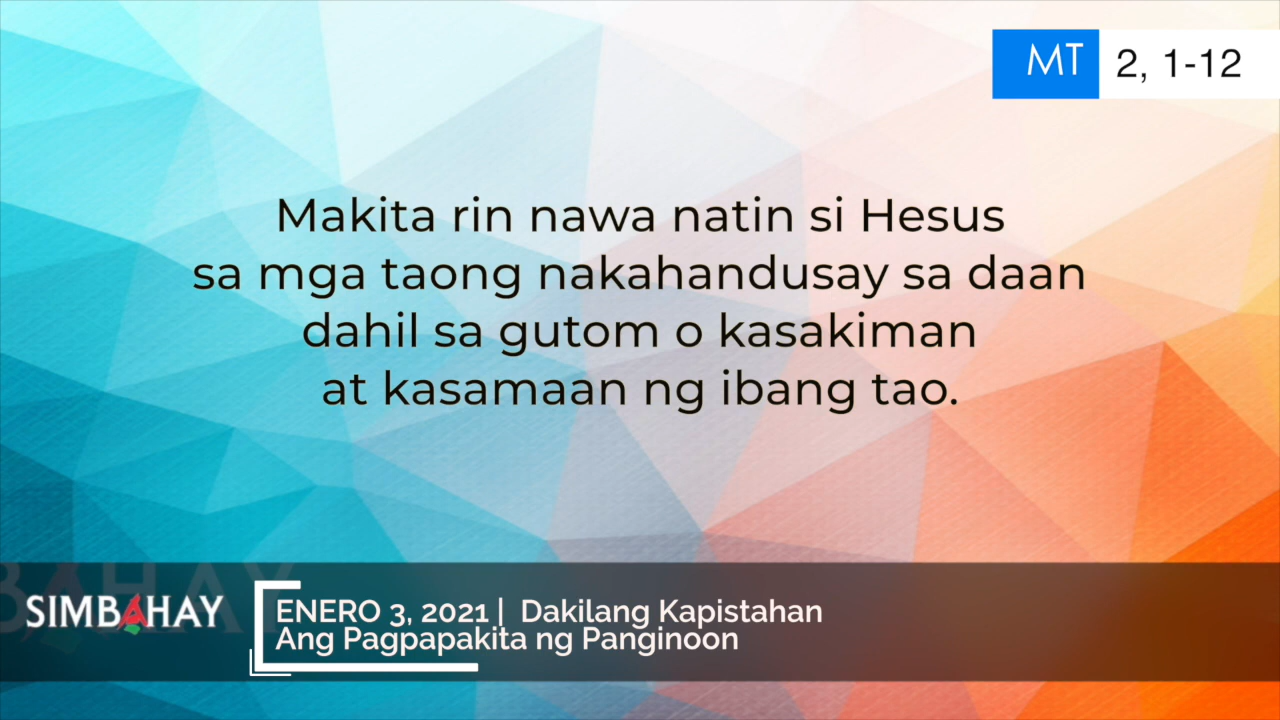 MT 2, 1-12
Makita rin nawa natin si Hesus
sa mga taong nakahandusay sa daan
dahil sa gutom o kasakiman
at kasamaan ng ibang tao.
SIMBAHAY
ENERO 3, 2021 | Dakilang Kapistahan
Ang Pagpapakita ng Panginoon